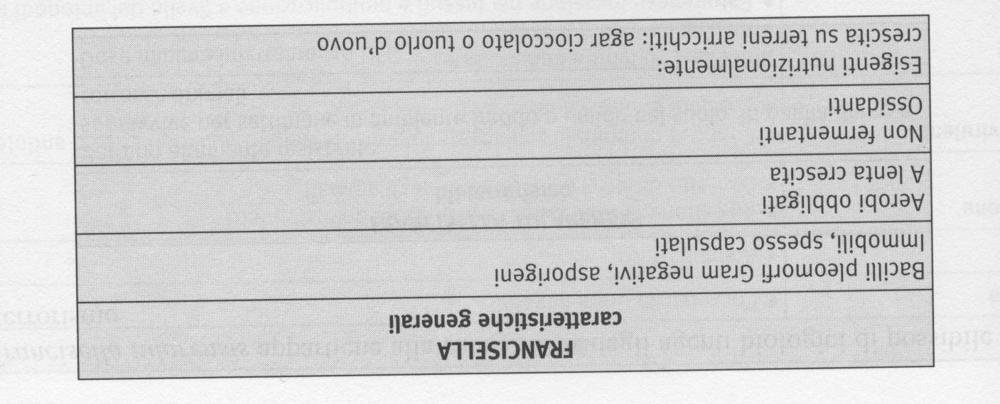 FRANCISELLA
caratteristiche generali
Bacilli pleomorfi Gram negativi, asporigeni
Immobili, spesso capsulati
Aerobi obbligati
A lenta crescita
Non fermentanti
Ossidanti
Esigenti nutrizionalmente:
crescita su terreni arricchiti: agar cioccolato o tuorlo d'uovo